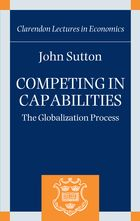 Clarendon Lectures in Economics
John Sutton
COMPETING IN
CAPABILITIES
The Globalization Process